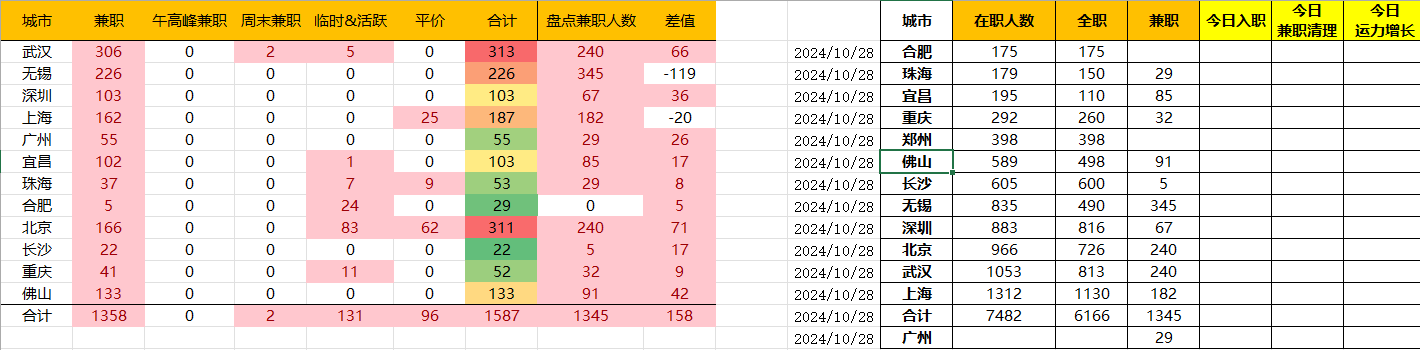 城市 兼职 午高峰兼职 周末兼职 临时&活跃 平价 合计 盘点兼职人数 差值 城市 在职人数 全职 兼职 今日入职 今日兼职清理 今日运力增长
武汉 306 0 2 5 0 313 240 66 2024/10/28 合肥 175 175
无锡 226 0 0 0 0 226 345 -119 2024/10/28 珠海 179 150 29
深圳 103 0 0 0 0 103 67 36 2024/10/28 宜昌 195 110 85
上海 162 0 0 0 25 187 182 -20 2024/10/28 重庆 292 260 32
广州 55 0 0 0 0 55 29 26 2024/10/28 郑州 398 398
宜昌 102 0 0 1 0 103 85 17 2024/10/28 佛山 589 498 91
珠海 37 0 0 7 9 53 29 8 2024/10/28 长沙 605 600 5
合肥 5 0 0 24 0 29 0 5 2024/10/28 无锡 835 490 345
北京 166 0 0 83 62 311 240 71 2024/10/28 深圳 883 816 67
长沙 22 0 0 0 0 22 5 17 2024/10/28 北京 966 726 240
重庆 41 0 0 11 0 52 32 9 2024/10/28 武汉 1053 813 240
佛山 133 0 0 0 0 133 91 42 2024/10/28 上海 1312 1130 182
合计 1358 0 2 131 96 1587 1345 158 2024/10/28 合计 7482 6166 1345
2024/10/28 广州 29